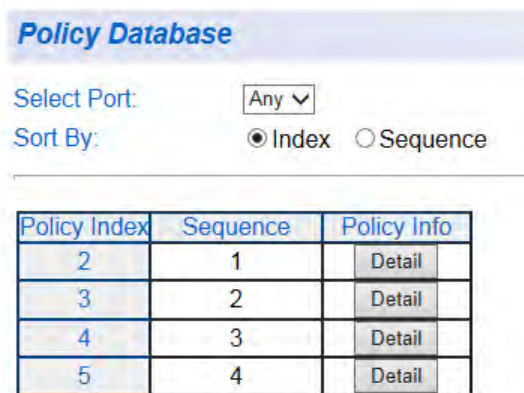 Policy Database
Select Port: Any
Sort By: Index Sequence
Policy Index Sequence Policy Info
2 1 Detail
3 2 Detail
4 3 Detail
5 4 Detail